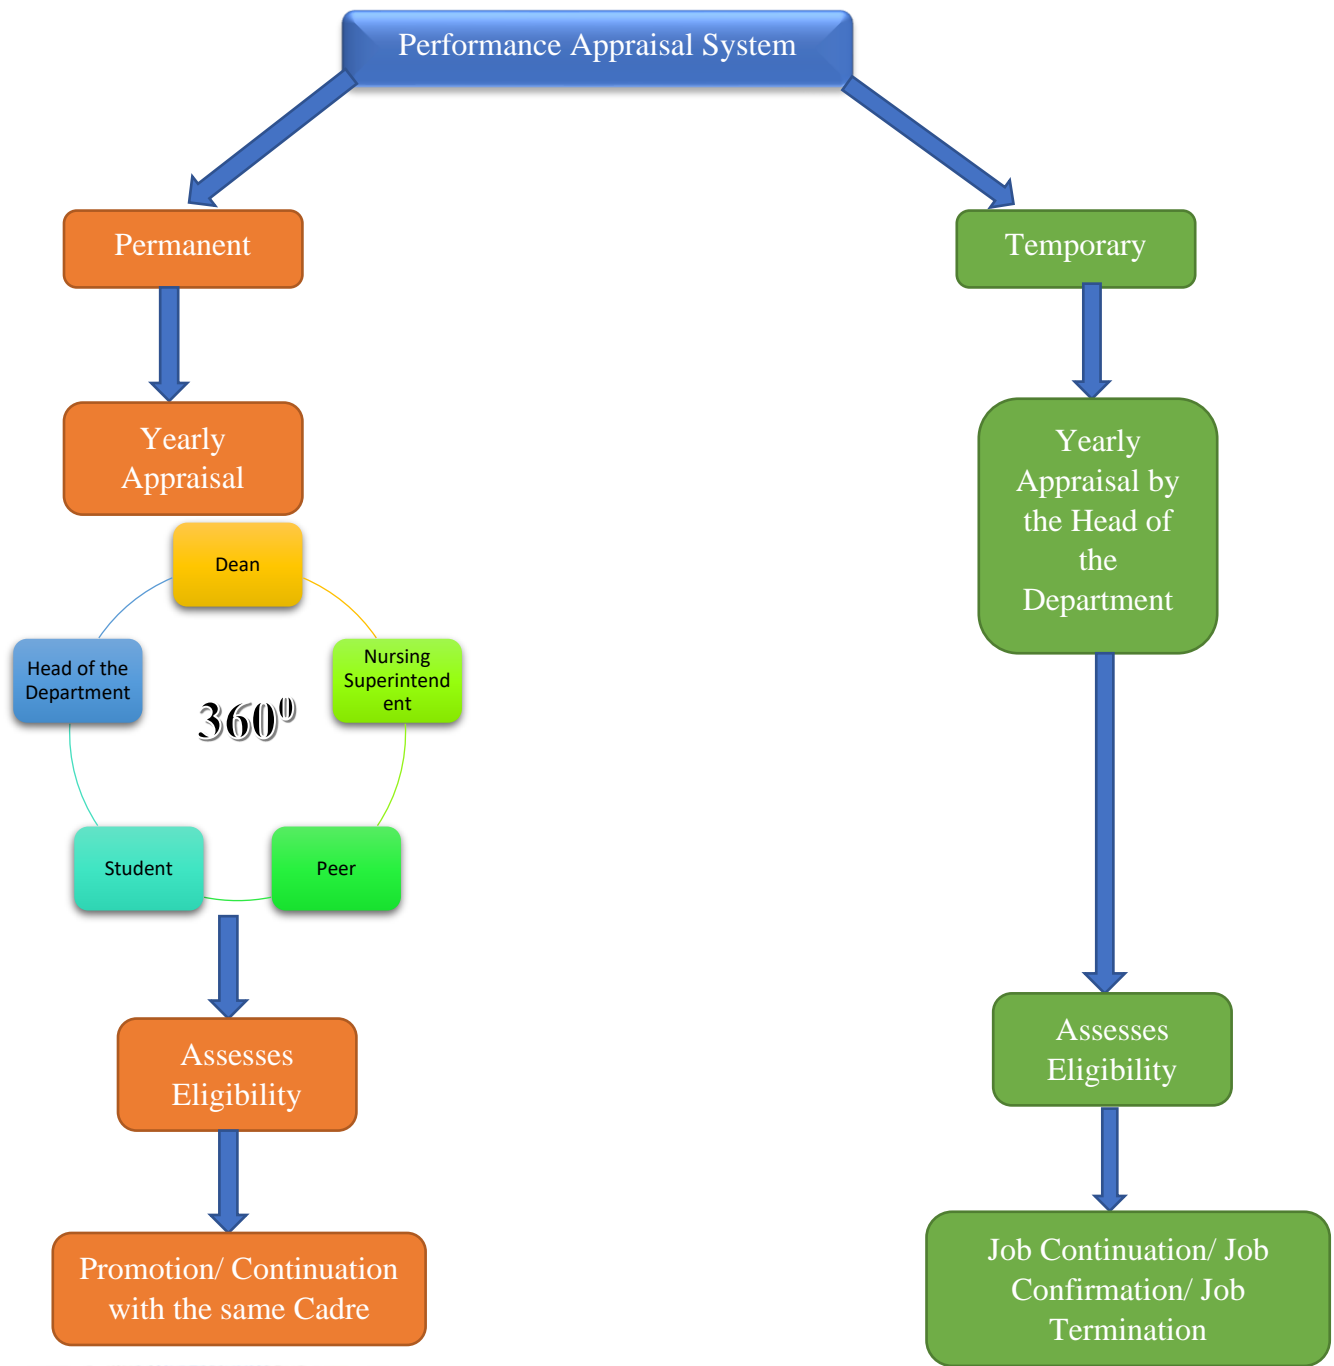 Performance Appraisal System
Permanent
Temporary
Yearly
Appraisal
Yearly
Appraisal by
the Head of
the
Department
Dean
Head of the
Department
Nursing
Superintend
ent
360⁰
Student
Peer
Assesses
Eligibility
Assesses
Eligibility
Promotion/ Continuation
with the same Cadre
Job Continuation/ Job
Confirmation/ Job
Termination